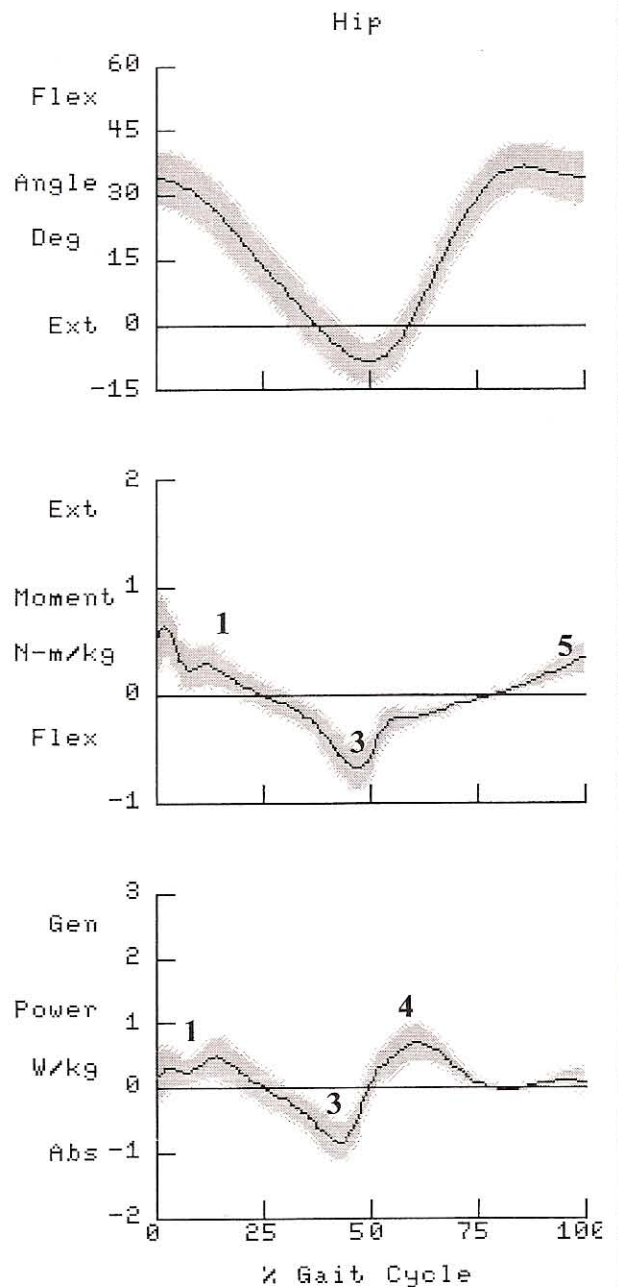 Hip
60
Flex
45
Angle 30
Deg
15
Ext 0
-15
2
Ext
1
Moment 1
N-m/kg 5
0
Flex 3
-1
3
Gen
2
4
Power 1 1
W/kg
0
3
Abs -1
-2
0 25 50 75 100
% Gait Cycle